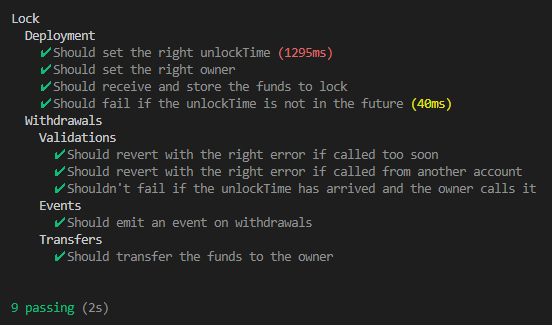 Lock
Deployment
✔Should set the right unlockTime (1295ms)
✔Should set the right owner
✔Should receive and store the funds to lock
✔Should fail if the unlockTime is not in the future (40ms)
Withdrawals
Validations
✔Should revert with the right error if called too soon
✔Should revert with the right error if called from another account
✔Shouldn't fail if the unlockTime has arrived and the owner calls it
Events
✔Should emit an event on withdrawals
Transfers
✔Should transfer the funds to the owner
9 passing (2s)